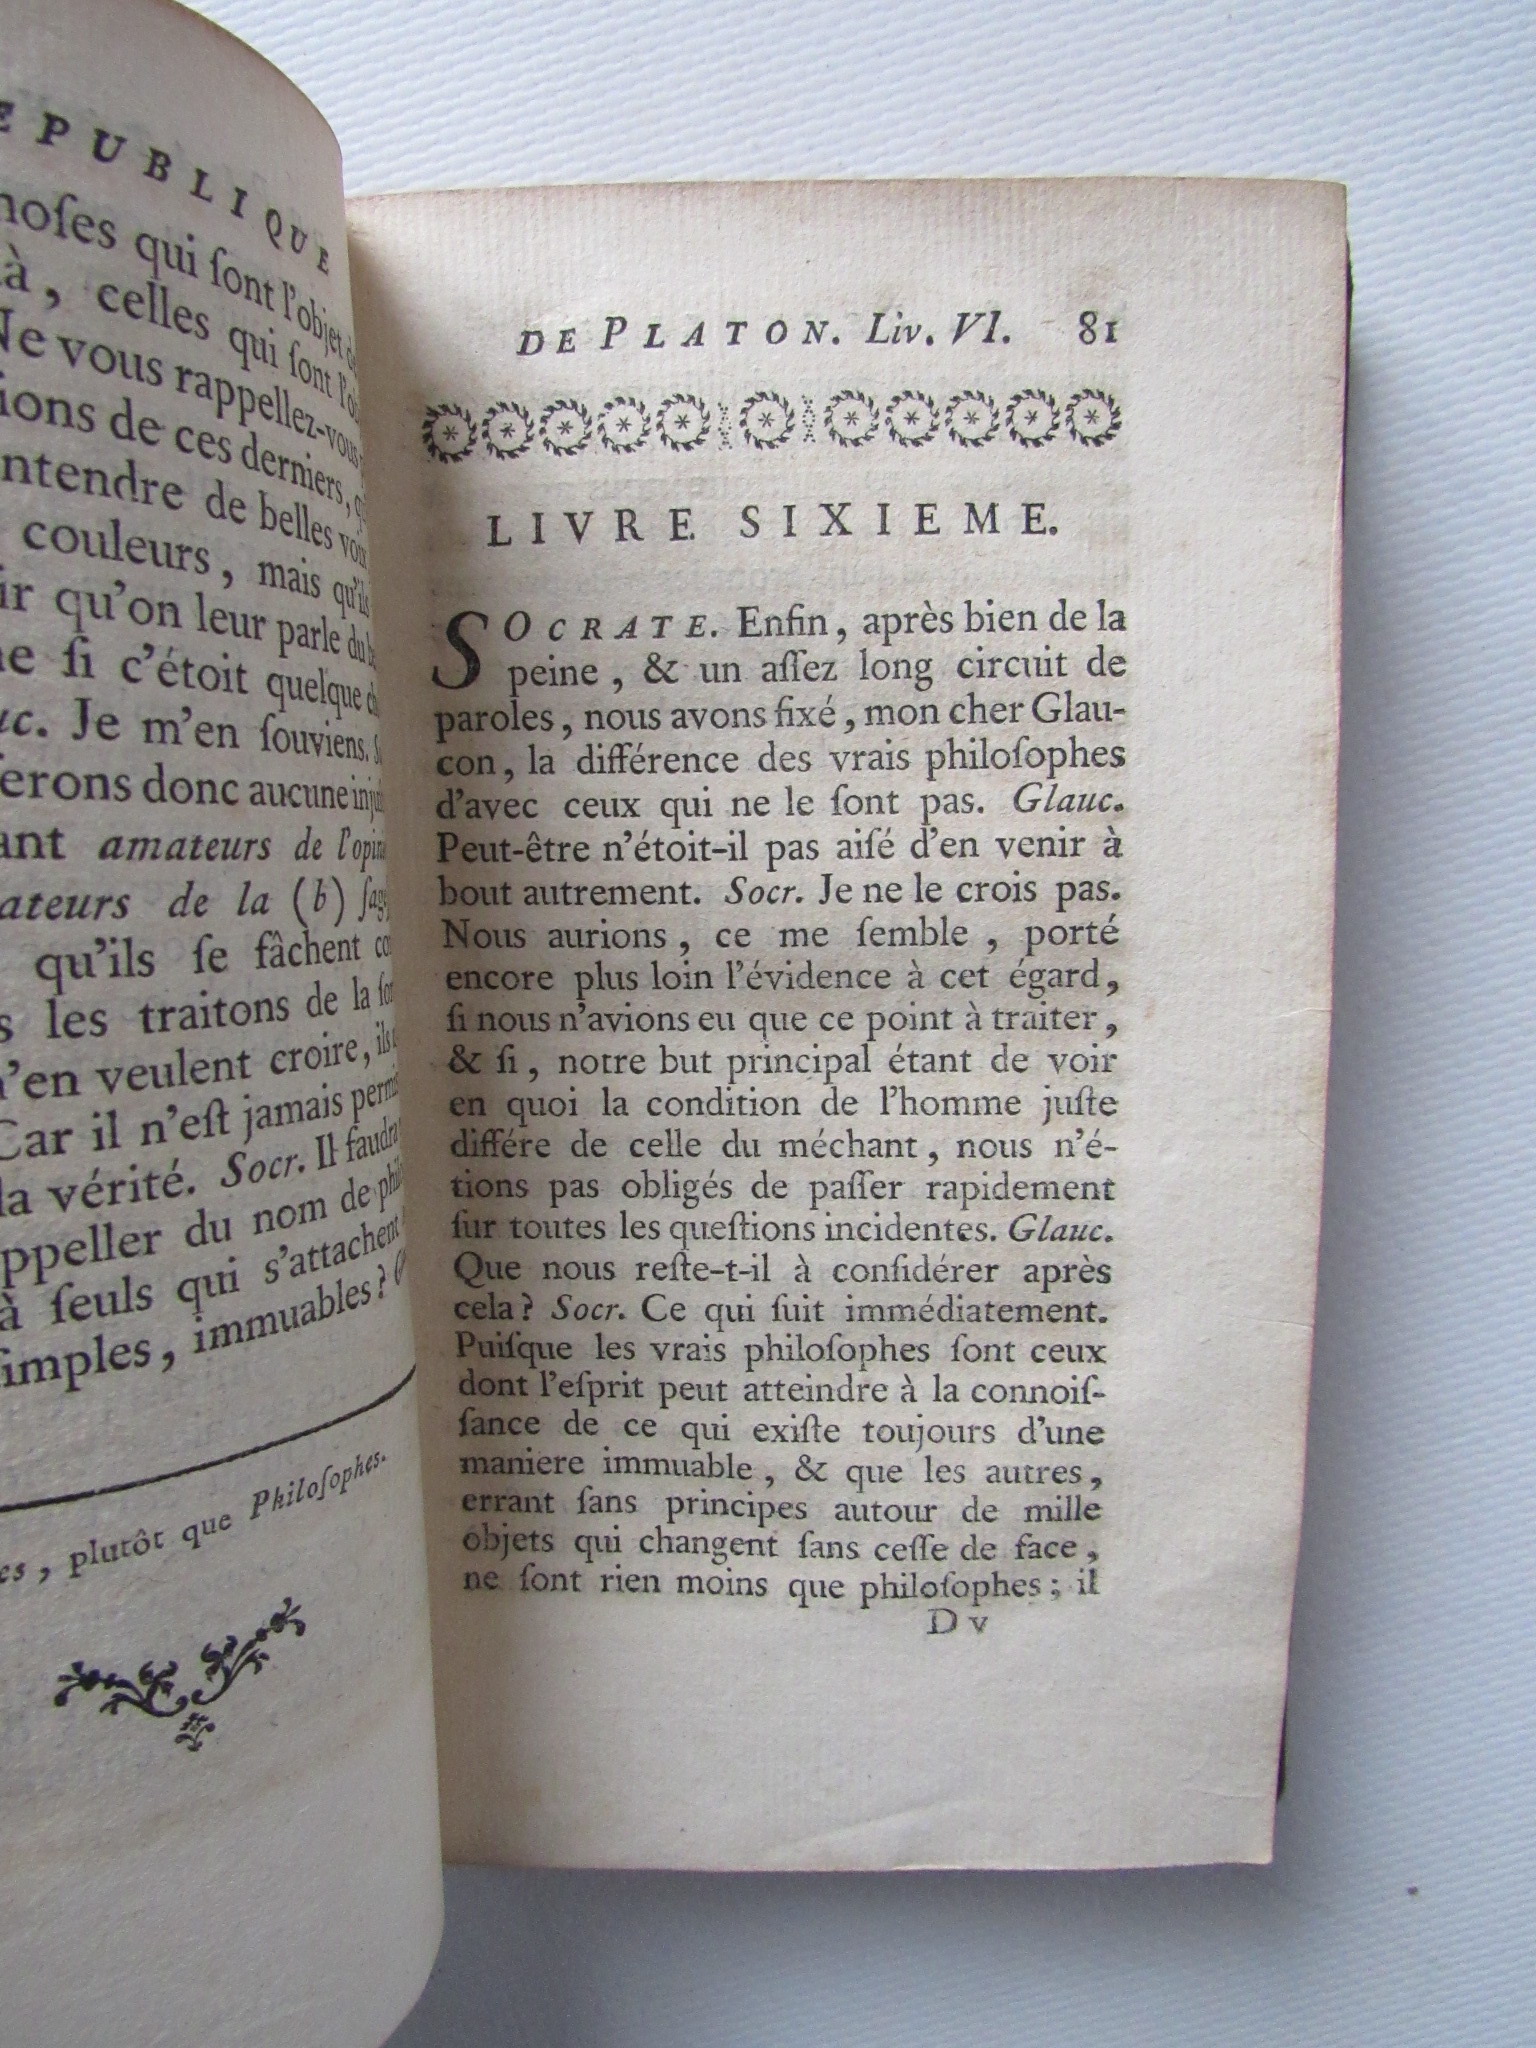 EPUBLIQUE
hoſes qui ſont l'objet
là, celles qui ſont
Ne vous rappellez-vous
ions de ces derniers,
ntendre de belles voix
couleurs, mais qu'ils
ir qu'on leur parle du
ne ſi c'étoit quelque
uc. Je m'en ſouviens.
ferons donc aucune
ant amateurs de
ateurs de la (b)
qu'ils ſe fâchent
s les traitons de la
n'en veulent croire, ils
Car il n'eſt jamais permis
la vérité. Socr. Il faudra
ppeller du nom de
à ſeuls qui s'attachent
ſimples, immuables?
es, plutôt que Philoſophes.
DE PLATON. Liv. VI. 81
LIVRE SIXIEME.
SOCRATE. Enfin, après bien de la
peine, & un aſſez long circuit de
paroles, nous avons fixé, mon cher Glau-
con, la différence des vrais philoſophes
d'avec ceux qui ne le ſont pas. Glauc.
Peut-être n'étoit-il pas aiſé d'en venir à
bout autrement. Socr. Je ne le crois pas.
Nous aurions, ce me ſemble, porté
encore plus loin l'évidence à cet égard,
ſi nous n'avions eu que ce point à traiter,
& ſi, notre but principal étant de voir
en quoi la condition de l'homme juſte
différe de celle du méchant, nous n'é-
tions pas obligés de paſſer rapidement
ſur toutes les queſtions incidentes. Glauc.
Que nous reſte-t-il à conſidérer après
cela? Socr. Ce qui ſuit immédiatement.
Puiſque les vrais philoſophes ſont ceux
dont l'eſprit peut atteindre à la connoiſ-
ſance de ce qui exiſte toujours d'une
maniere immuable, & que les autres,
errant ſans principes autour de mille
objets qui changent ſans ceſſe de face,
ne ſont rien moins que philoſophes; il
D v